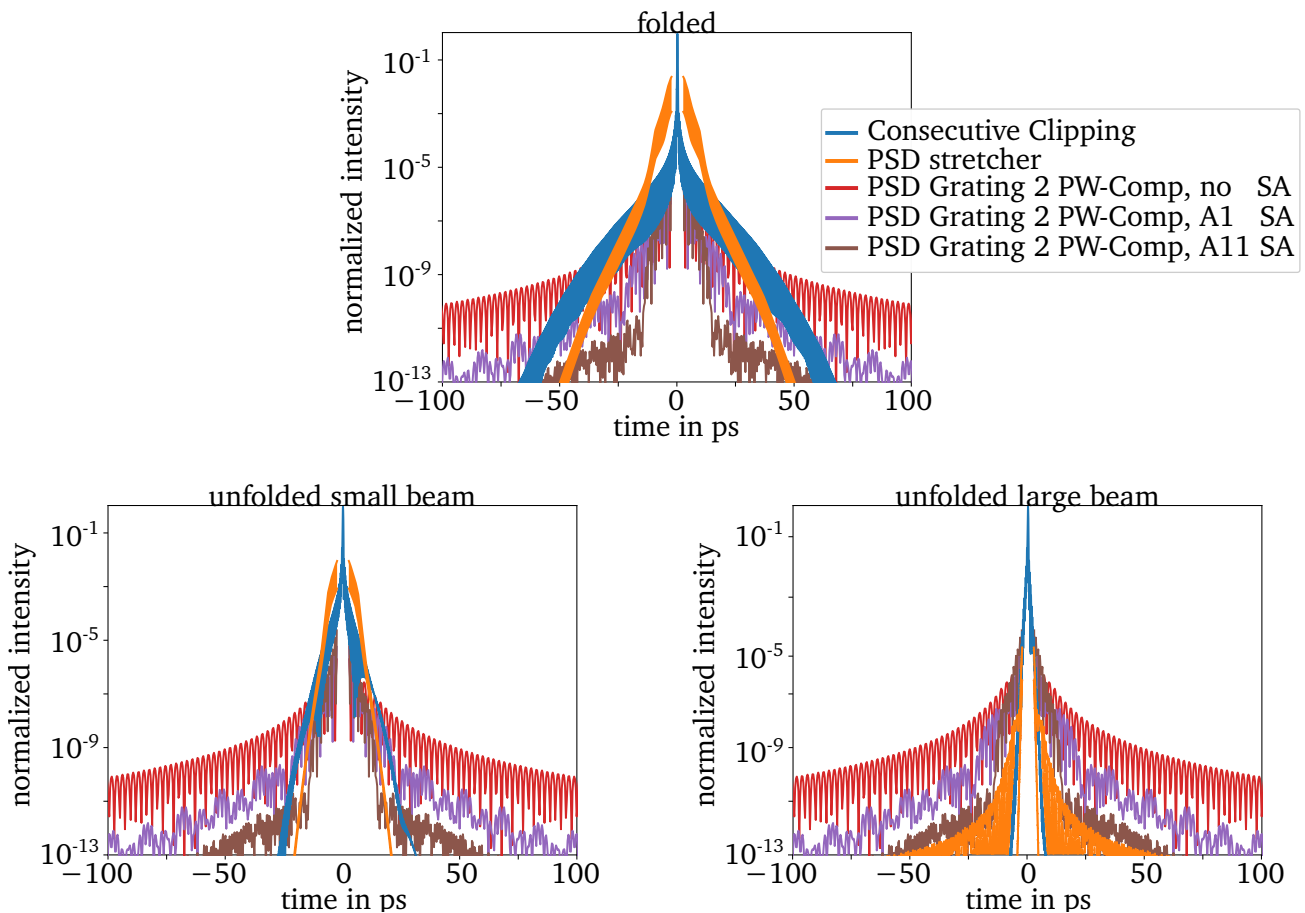 folded
normalized intensity
10-1
10-5
10-9
10-13
−100
−50
0
50
100
time in ps
Consecutive Clipping
PSD stretcher
PSD Grating 2 PW-Comp, no SA
PSD Grating 2 PW-Comp, A1 SA
PSD Grating 2 PW-Comp, A11 SA
unfolded small beam
normalized intensity
10-1
10-5
10-9
10-13
−100
−50
0
50
100
time in ps
unfolded large beam
normalized intensity
10-1
10-5
10-9
10-13
−100
−50
0
50
100
time in ps